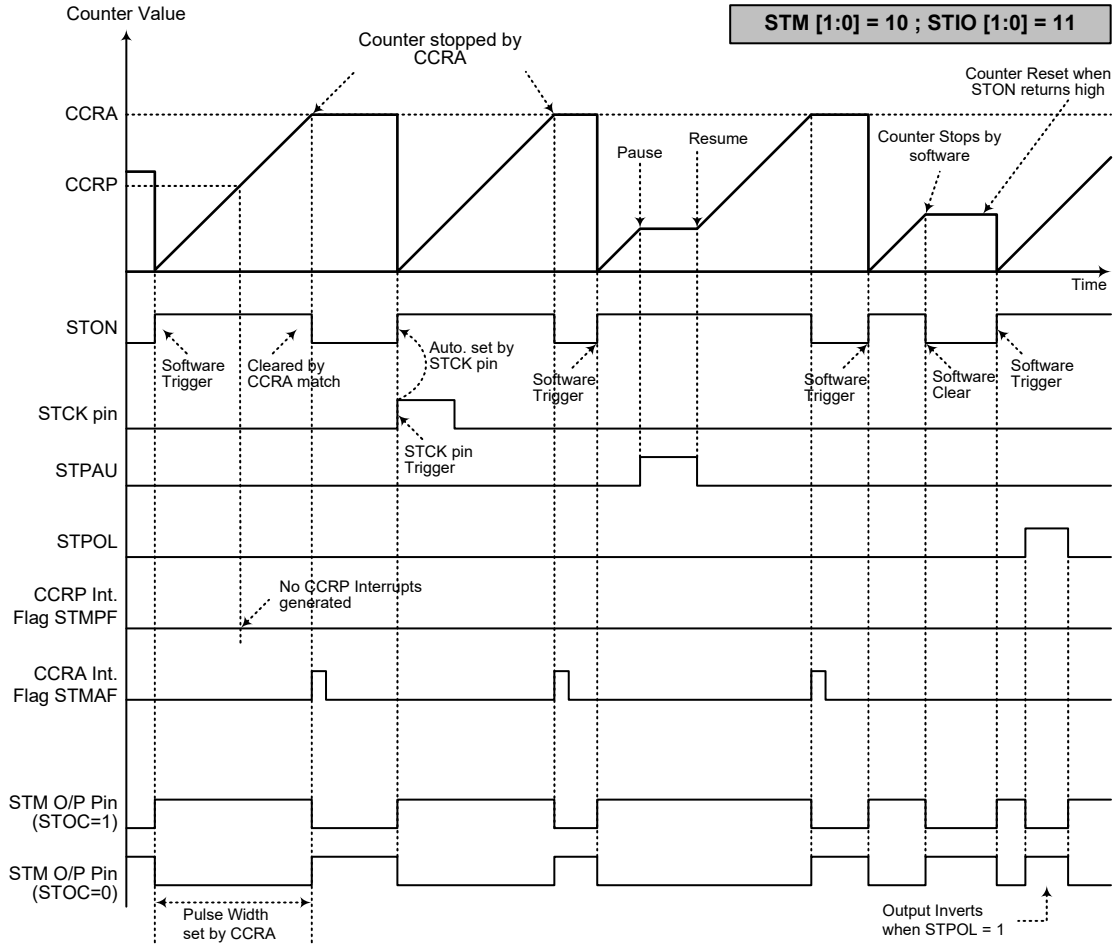 Counter Value
STM [1:0] = 10 ; STIO [1:0] = 11
Counter stopped by
CCRA
Counter Reset when
STON returns high
CCRA
Pause
Resume
Counter Stops by
software
CCRP
Time
STON
Software
Trigger
Cleared by
CCRA match
Auto. set by
STCK pin
Software
Trigger
Software
Trigger
Software
Clear
Software
Trigger
STCK pin
STCK pin
Trigger
STPAU
STPOL
CCRP Int.
Flag STMPF
No CCRP Interrupts
generated
CCRA Int.
Flag STMAF
STM O/P Pin
(STOC=1)
STM O/P Pin
(STOC=0)
Pulse Width
set by CCRA
Output Inverts
when STPOL = 1